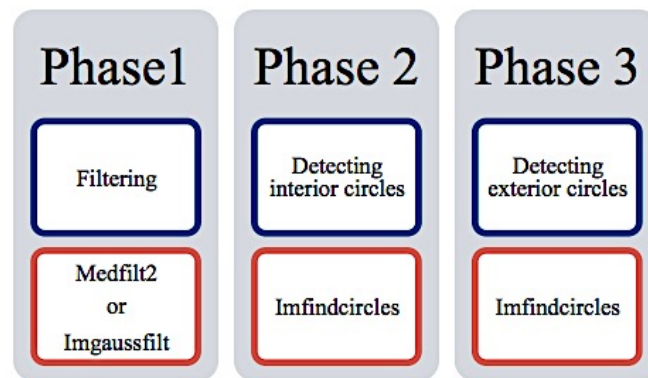 Phase1
Filtering
Medfilt2
or
Imgaussfilt
Phase 2
Detecting
interior circles
Imfindcircles
Phase 3
Detecting
exterior circles
Imfindcircles